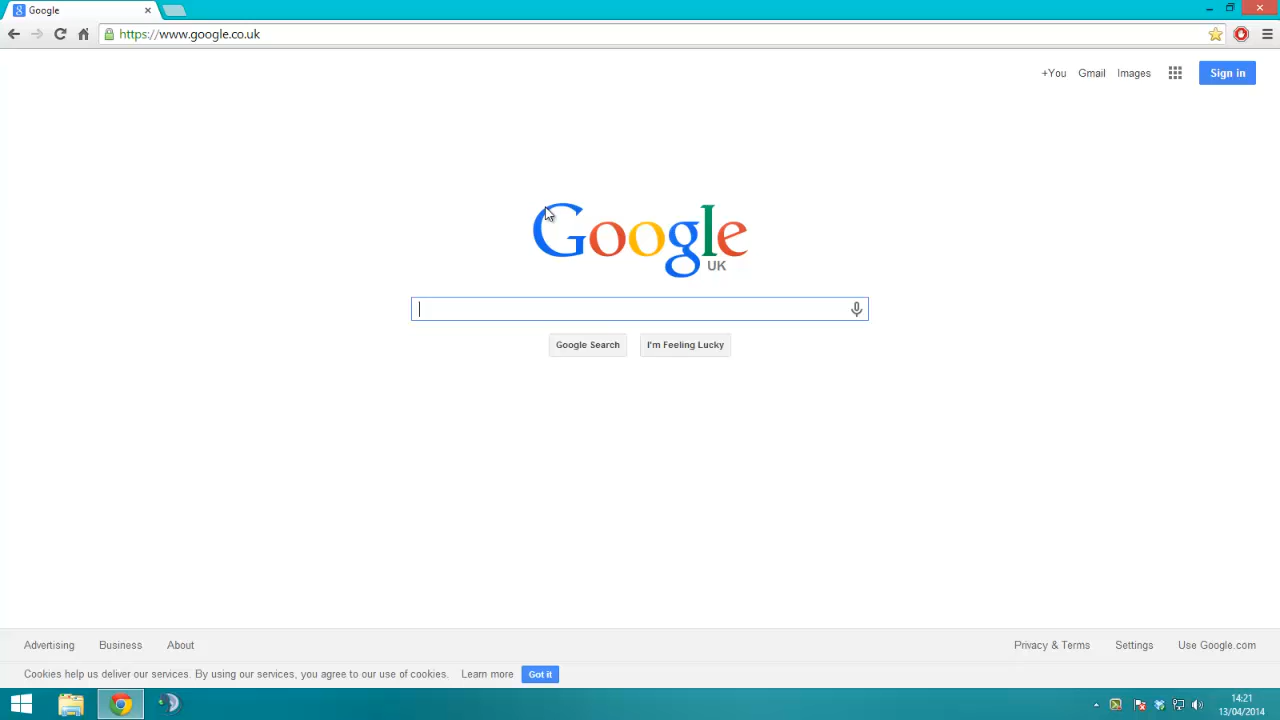 Google
https://www.google.co.uk
+You Gmail Images Sign in
Google
UK
Google Search I'm Feeling Lucky
Advertising Business About Privacy & Terms Settings Use Google.com
Cookies help us deliver our services. By using our services, you agree to our use of cookies. Learn more Got it
14:21
13/04/2014